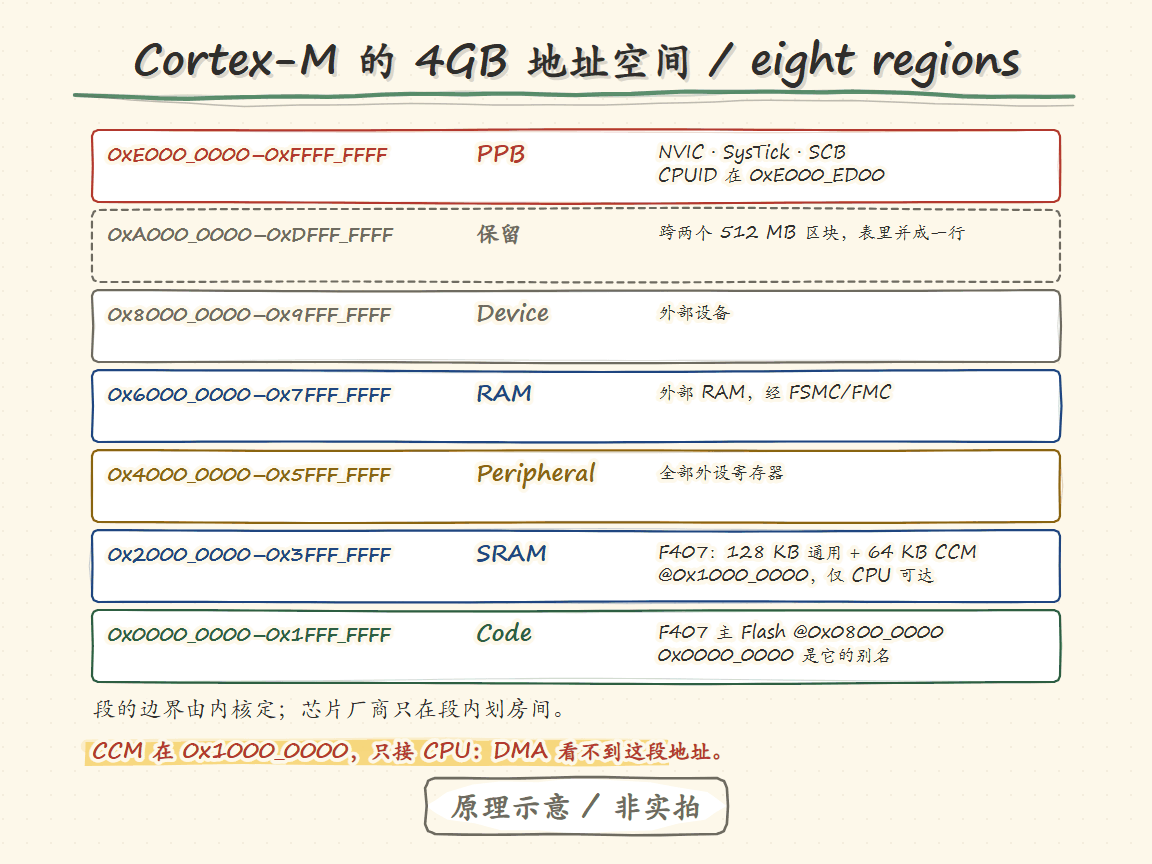 Cortex-M 的 4GB 地址空间 / eight regions
0xE000_0000–0xFFFF_FFFF PPB NVIC · SysTick · SCB
CPUID 在 0xE000_ED00
0xA000_0000–0xDFFF_FFFF 保留 跨两个 512 MB 区块，表里并成一行
0x8000_0000–0x9FFF_FFFF Device 外部设备
0x6000_0000–0x7FFF_FFFF RAM 外部 RAM，经 FSMC/FMC
0x4000_0000–0x5FFF_FFFF Peripheral 全部外设寄存器
0x2000_0000–0x3FFF_FFFF SRAM F407：128 KB 通用 + 64 KB CCM
@0x1000_0000，仅 CPU 可达
0x0000_0000–0x1FFF_FFFF Code F407 主 Flash @0x0800_0000
0x0000_0000 是它的别名
段的边界由内核定；芯片厂商只在段内划房间。
CCM 在 0x1000_0000，只接 CPU：DMA 看不到这段地址。
原理示意 / 非实拍